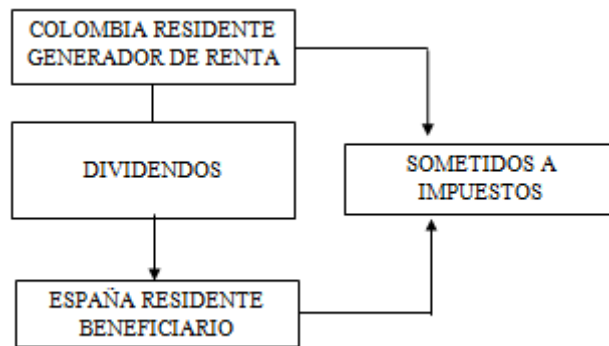 COLOMBIA RESIDENTE
GENERADOR DE RENTA
DIVIDENDOS
SOMETIDOS A
IMPUESTOS
ESPAÑA RESIDENTE
BENEFICIARIO